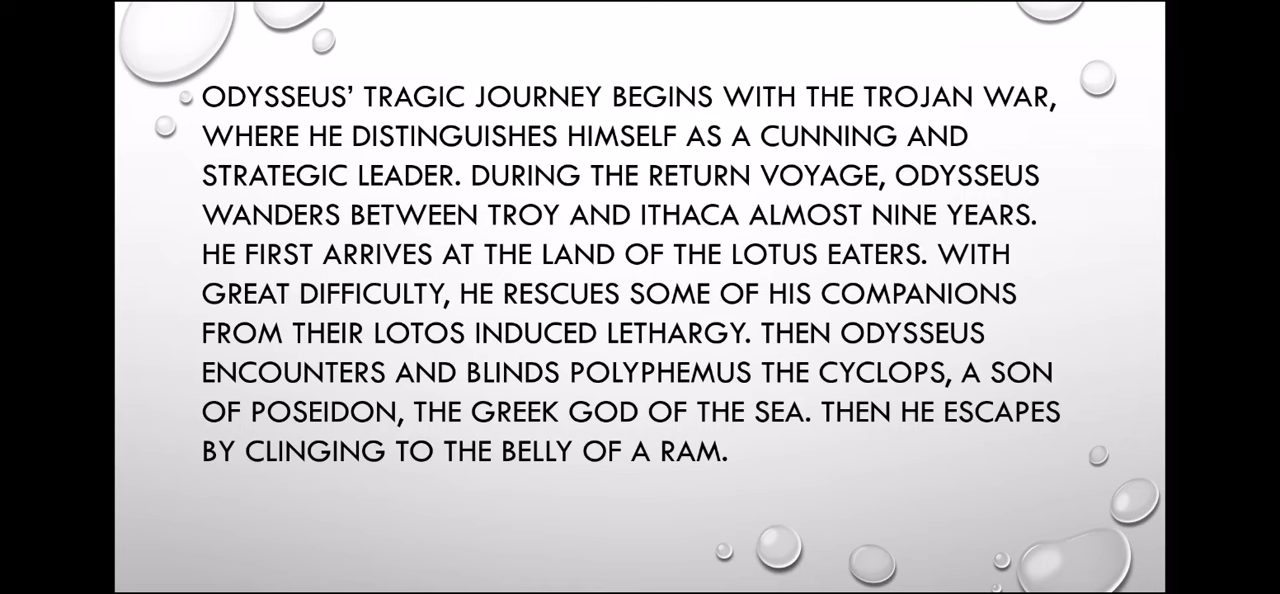 ODYSSEUS’ TRAGIC JOURNEY BEGINS WITH THE TROJAN WAR,
WHERE HE DISTINGUISHES HIMSELF AS A CUNNING AND
STRATEGIC LEADER. DURING THE RETURN VOYAGE, ODYSSEUS
WANDERS BETWEEN TROY AND ITHACA ALMOST NINE YEARS.
HE FIRST ARRIVES AT THE LAND OF THE LOTUS EATERS. WITH
GREAT DIFFICULTY, HE RESCUES SOME OF HIS COMPANIONS
FROM THEIR LOTOS INDUCED LETHARGY. THEN ODYSSEUS
ENCOUNTERS AND BLINDS POLYPHEMUS THE CYCLOPS, A SON
OF POSEIDON, THE GREEK GOD OF THE SEA. THEN HE ESCAPES
BY CLINGING TO THE BELLY OF A RAM.